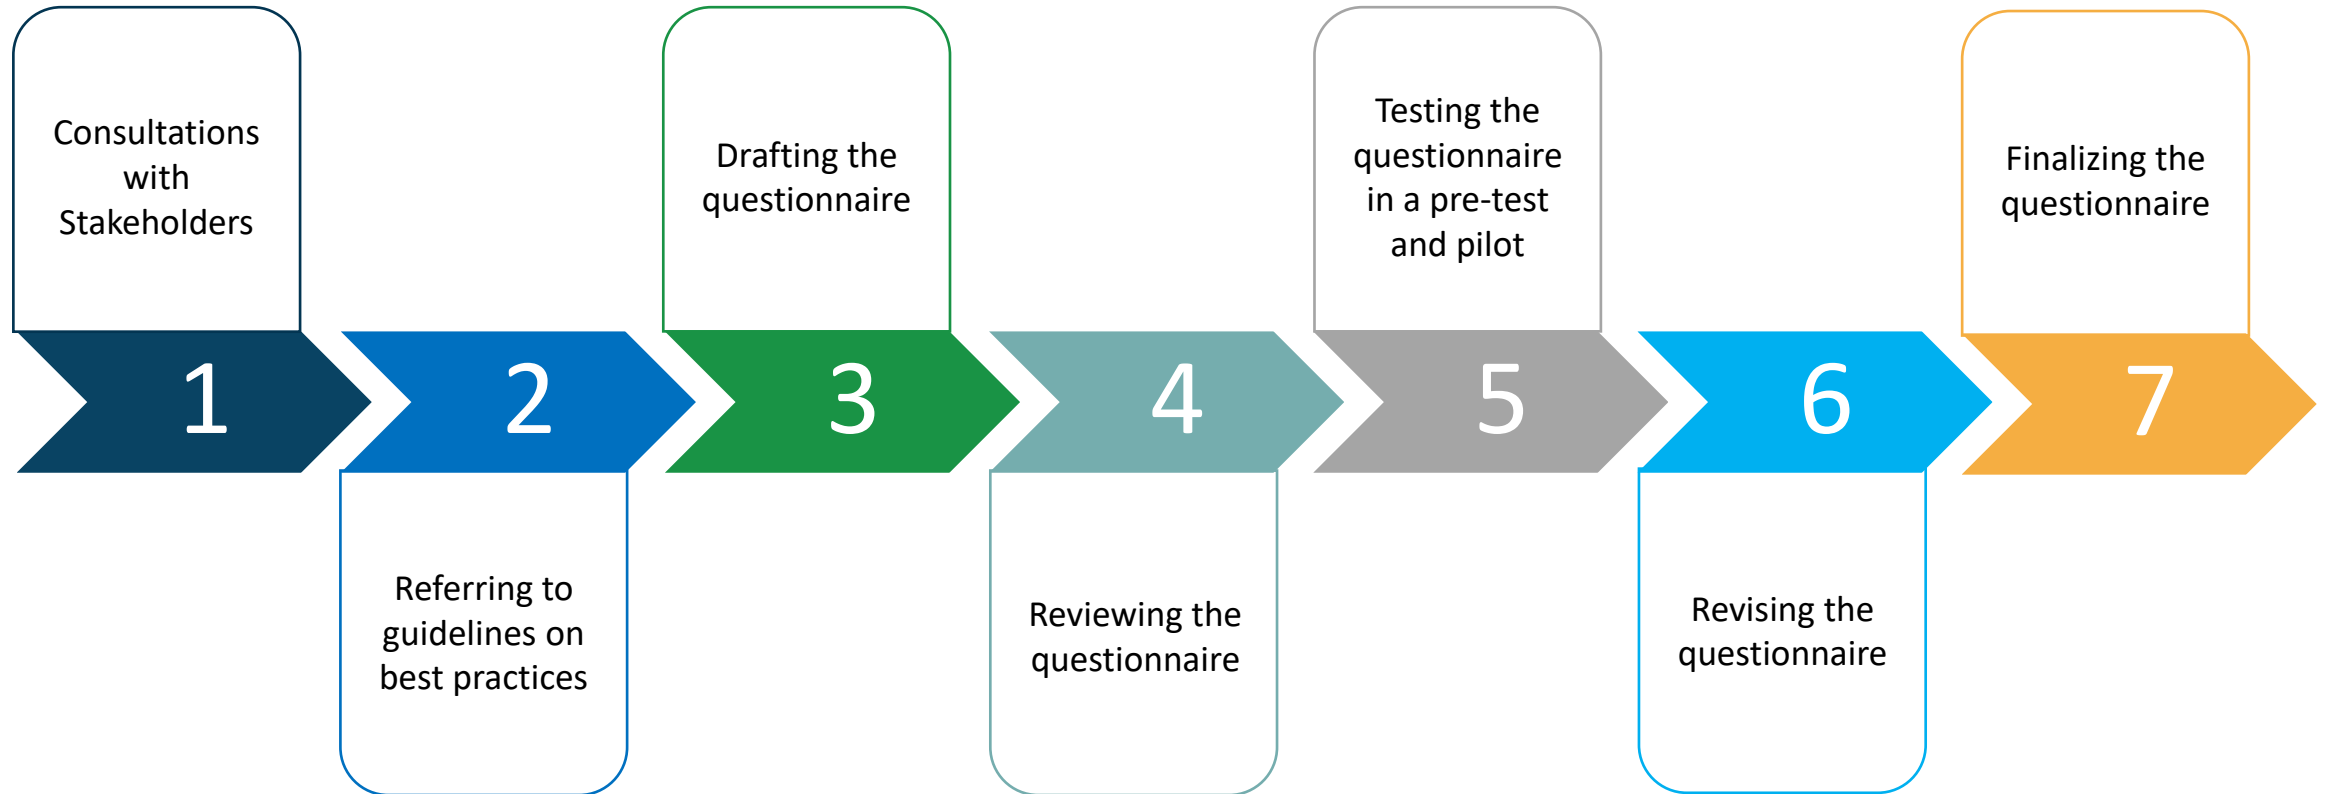 Consultations
with
Stakeholders
1
2
Referring to
guidelines on
best practices
Drafting the
questionnaire
3
4
Reviewing the
questionnaire
Testing the
questionnaire
in a pre-test
and pilot
5
6
Revising the
questionnaire
Finalizing the
questionnaire
7